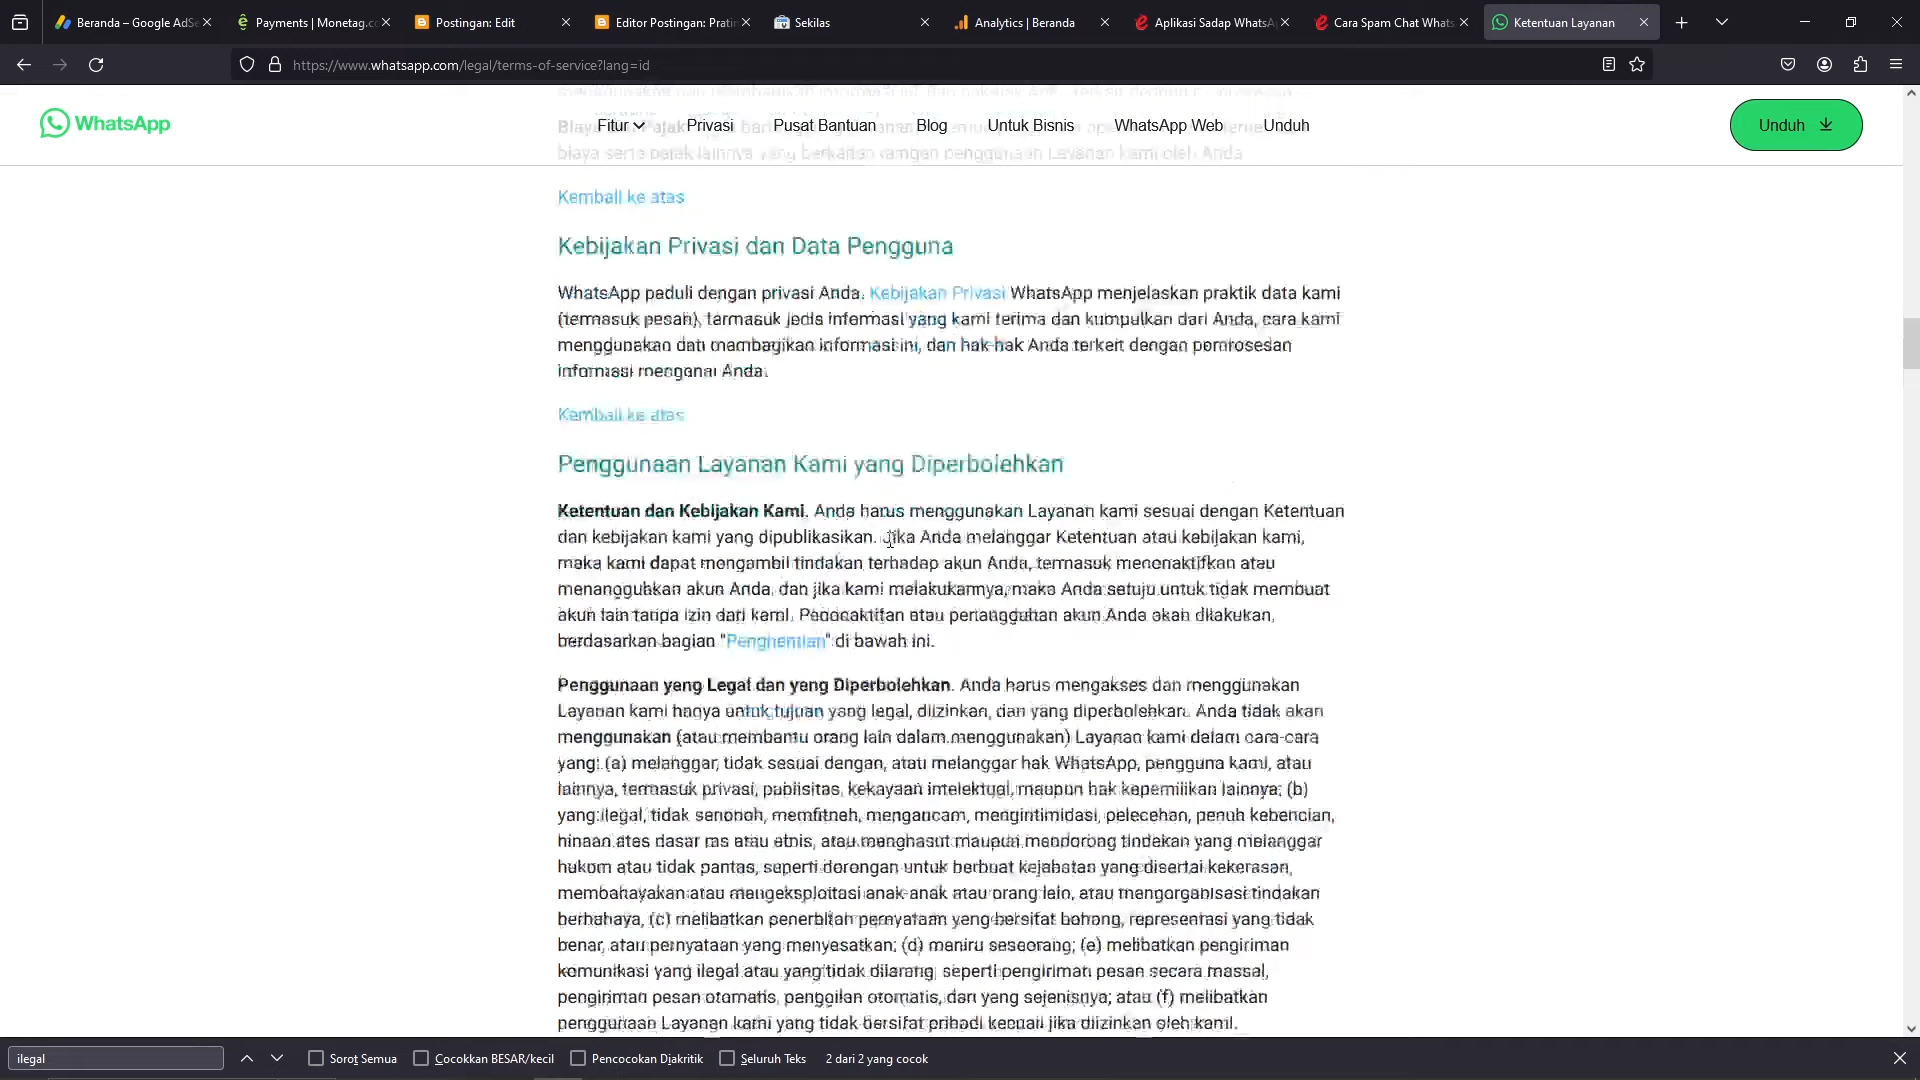 Beranda – Google AdSe
Payments | Monetag.co
Postingan: Edit
Editor Postingan: Pratin
Sekilas
Analytics | Beranda
Aplikasi Sadap WhatsA
Cara Spam Chat Whats
Ketentuan Layanan
https://www.whatsapp.com/legal/terms-of-service?lang=id
WhatsApp
Fitur
Privasi
Pusat Bantuan
Blog
Untuk Bisnis
WhatsApp Web
Unduh
Unduh
Kembali ke atas
Kebijakan Privasi dan Data Pengguna
WhatsApp peduli dengan privasi Anda. Kebijakan Privasi WhatsApp menjelaskan praktik data kami
(termasuk pesan), termasuk jenis informasi yang kami terima dan kumpulkan dari Anda, cara kami
menggunakan dan membagikan informasi ini, dan hak-hak Anda terkait dengan pemrosesan
informasi mengenai Anda.
Kembali ke atas
Penggunaan Layanan Kami yang Diperbolehkan
Ketentuan dan Kebijakan Kami. Anda harus menggunakan Layanan kami sesuai dengan Ketentuan
dan kebijakan kami yang dipublikasikan. Jika Anda melanggar Ketentuan atau kebijakan kami,
maka kami dapat mengambil tindakan terhadap akun Anda, termasuk menonaktifkan atau
menangguhkan akun Anda, dan jika kami melakukannya, maka Anda setuju untuk tidak membuat
akun lain tanpa izin dari kami. Penonaktifan atau penangguhan akun Anda akan dilakukan,
berdasarkan bagian "Penghentian" di bawah ini.
Penggunaan yang Legal dan yang Diperbolehkan. Anda harus mengakses dan menggunakan
Layanan kami hanya untuk tujuan yang legal, diizinkan, dan yang diperbolehkan. Anda tidak akan
menggunakan (atau membantu orang lain dalam menggunakan) Layanan kami dalam cara-cara
yang: (a) melanggar, tidak sesuai dengan, atau melanggar hak WhatsApp, pengguna kami, atau
lainnya, termasuk privasi, publisitas, kekayaan intelektual, maupun hak kepemilikan lainnya; (b)
yang ilegal, tidak senonoh, memfitnah, mengancam, mengintimidasi, pelecehan, penuh kebencian,
hinaan atas dasar ras atau etnis, atau menghasut maupun mendorong tindakan yang melanggar
hukum atau tidak pantas, seperti dorongan untuk berbuat kejahatan yang disertai kekerasan,
membahayakan atau mengeksploitasi anak-anak atau orang lain, atau mengorganisasi tindakan
berbahaya, (c) melibatkan penerbitan pernyataan yang bersifat bohong, representasi yang tidak
benar, atau pernyataan yang menyesatkan; (d) meniru seseorang; (e) melibatkan pengiriman
komunikasi yang ilegal atau yang tidak dilarang seperti pengiriman pesan secara massal,
pengiriman pesan otomatis, panggilan otomatis, dan yang sejenisnya; atau (f) melibatkan
penggunaan Layanan kami yang tidak bersifat pribadi kecuali jika diizinkan oleh kami.
ilegal
Sorot Semua
Cocokkan BESAR/kecil
Pencocokan Diakritik
Seluruh Teks
2 dari 2 yang cocok